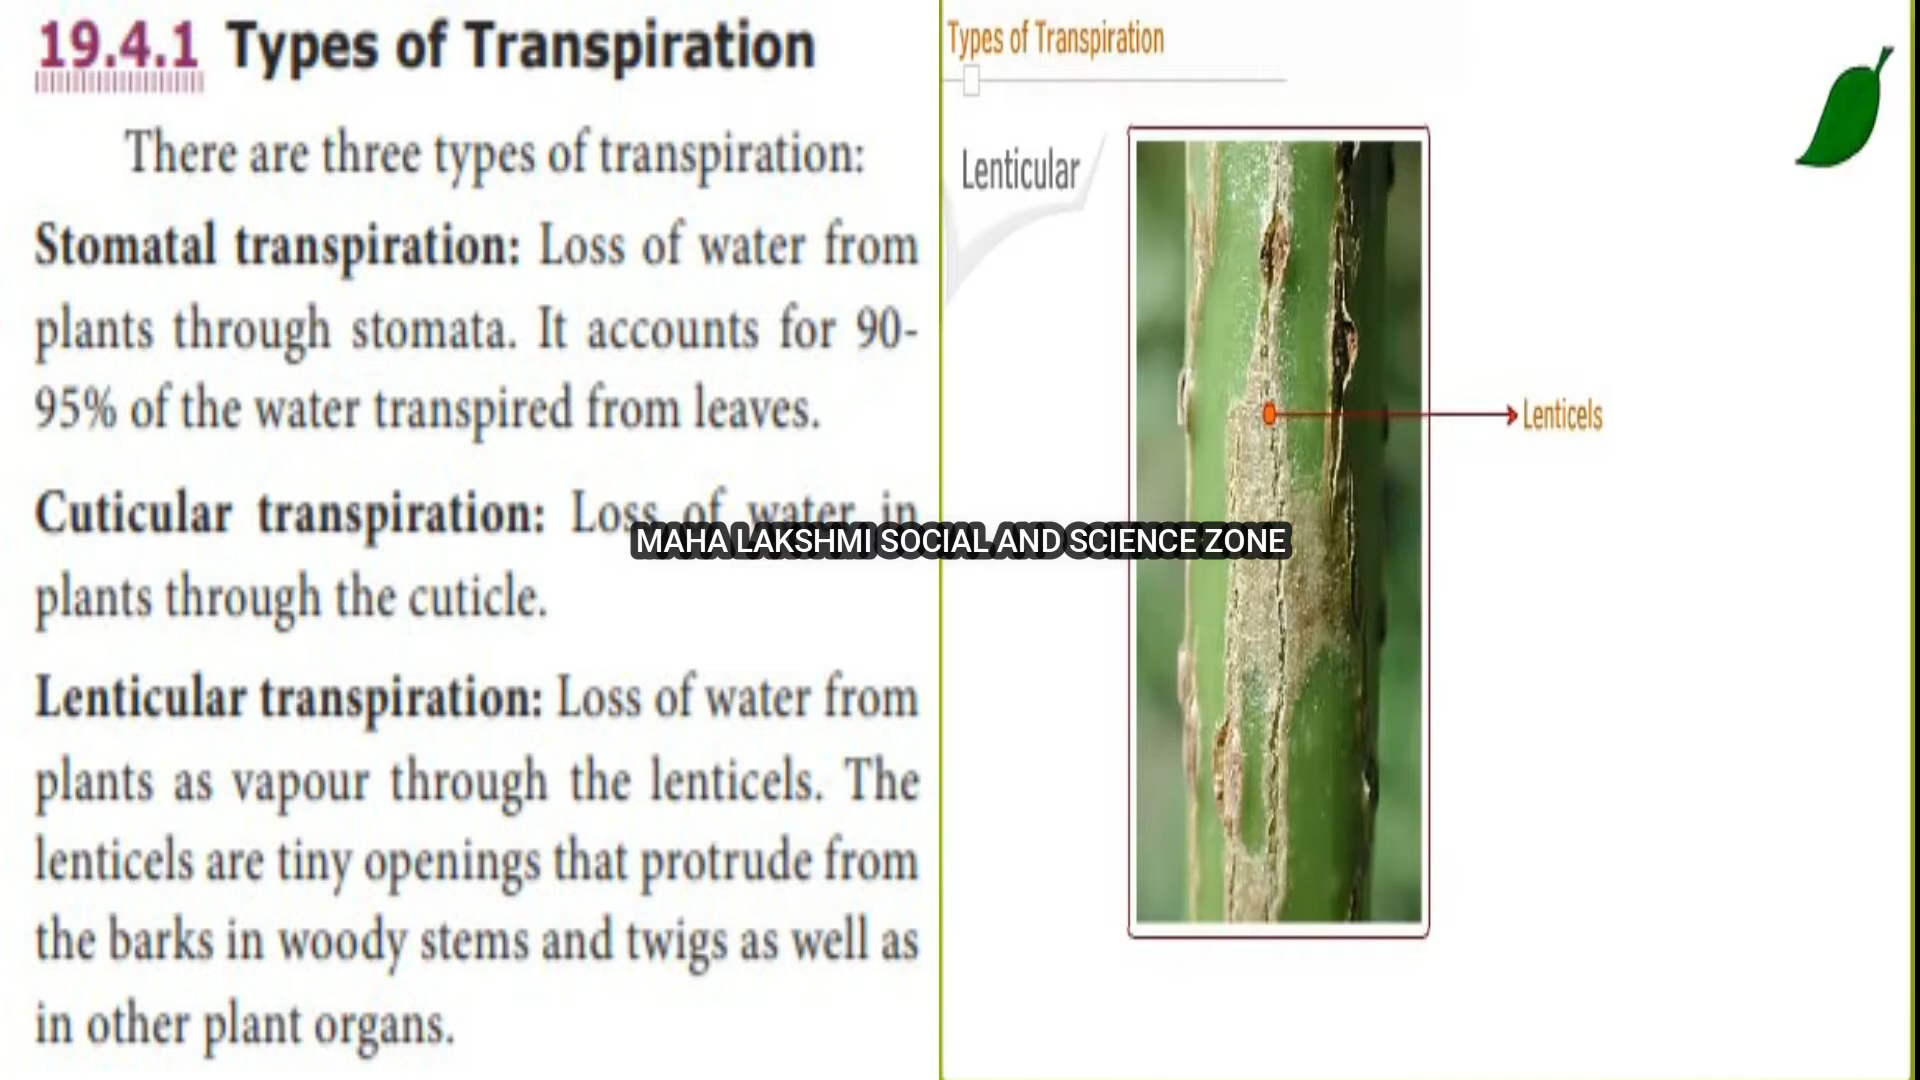 19.4.1 Types of Transpiration
There are three types of transpiration:
Stomatal transpiration: Loss of water from
plants through stomata. It accounts for 90-
95% of the water transpired from leaves.
Cuticular transpiration: Loss of water in
plants through the cuticle.
Lenticular transpiration: Loss of water from
plants as vapour through the lenticels. The
lenticels are tiny openings that protrude from
the barks in woody stems and twigs as well as
in other plant organs.
Types of Transpiration
Lenticular
Lenticels
MAHA LAKSHMI SOCIAL AND SCIENCE ZONE